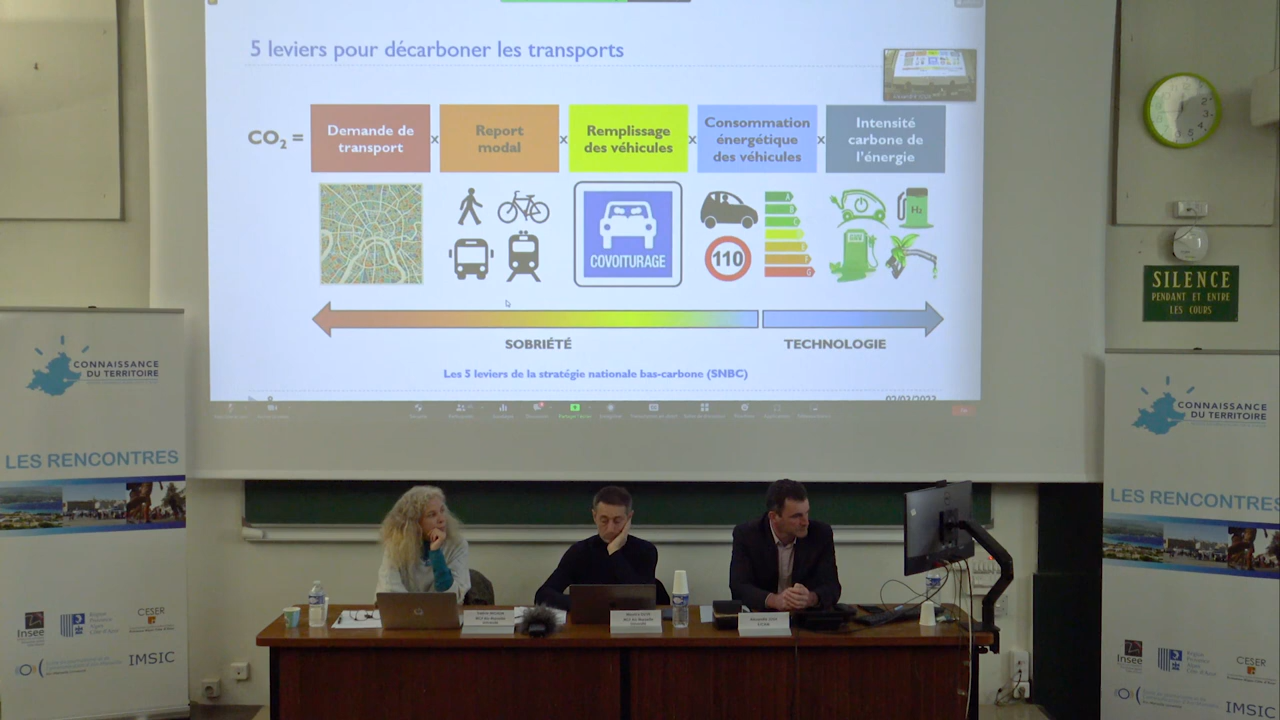 5 leviers pour décarboner les transports
CO2 =
Demande de
transport
x
Report
modal
x
Remplissage
des véhicules
x
Consommation
énergétique
des véhicules
x
Intensité
carbone de
l'énergie
COVOITURAGE
110
A
B
C
G
H2
SOBRIÉTÉ
TECHNOLOGIE
Les 5 leviers de la stratégie nationale bas-carbone (SNBC)
02/03/2023
SILENCE
PENDANT ET ENTRE
LES COURS
CONNAISSANCE
DU TERRITOIRE
LES RENCONTRES
Insee
CESER
IMSIC
CONNAISSANCE
DU TERRITOIRE
LES RENCONTRES
Insee
CESER
IMSIC